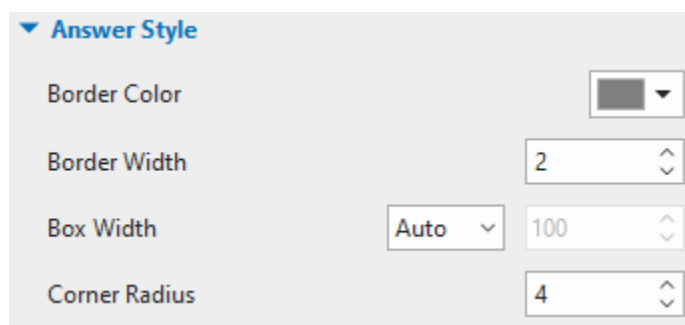 Answer Style
Border Color
Border Width 2
Box Width Auto 100
Corner Radius 4